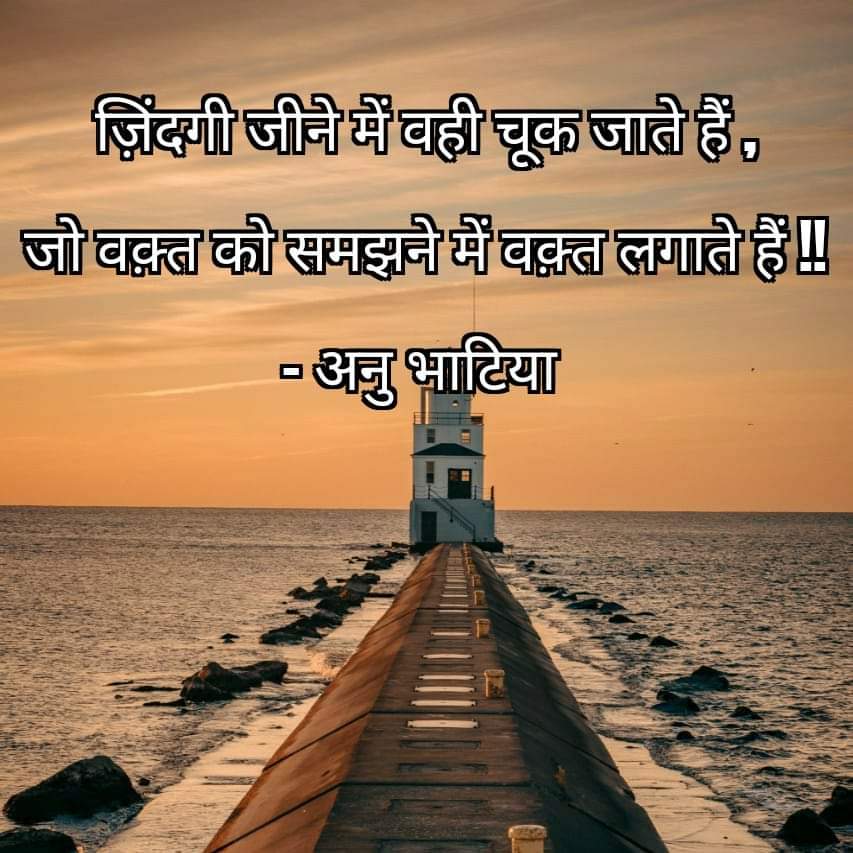 ज़िंदगी जीने में वही चूक जाते हैं ,
जो वक़्त को समझने में वक़्त लगाते हैं !!
- अनु भाटिया